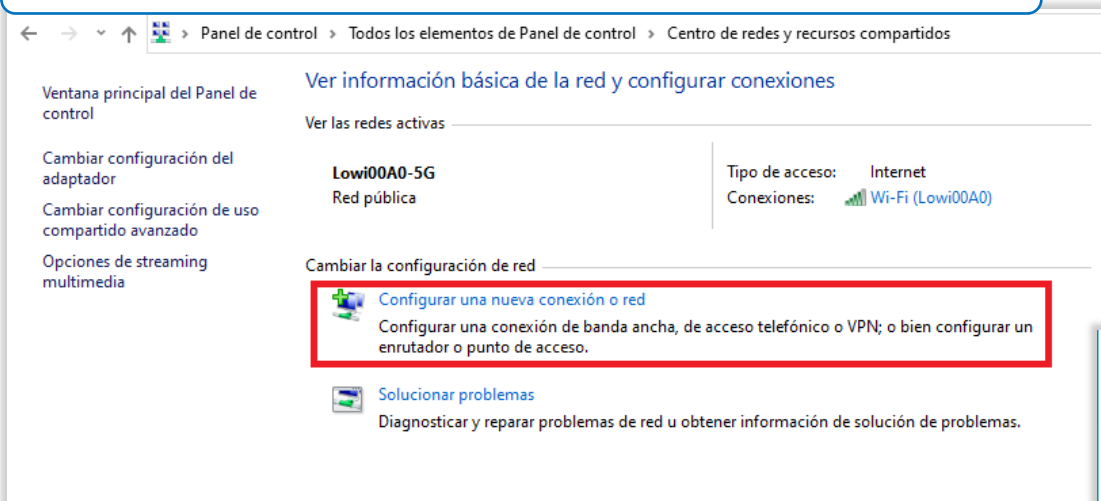 Panel de control > Todos los elementos de Panel de control > Centro de redes y recursos compartidos
Ventana principal del Panel de
control
Cambiar configuración del
adaptador
Cambiar configuración de uso
compartido avanzado
Opciones de streaming
multimedia
Ver información básica de la red y configurar conexiones
Ver las redes activas
Lowi00A0-5G
Red pública
Tipo de acceso: Internet
Conexiones: Wi-Fi (Lowi00A0)
Cambiar la configuración de red
Configurar una nueva conexión o red
Configurar una conexión de banda ancha, de acceso telefónico o VPN; o bien configurar un
enrutador o punto de acceso.
Solucionar problemas
Diagnosticar y reparar problemas de red u obtener información de solución de problemas.